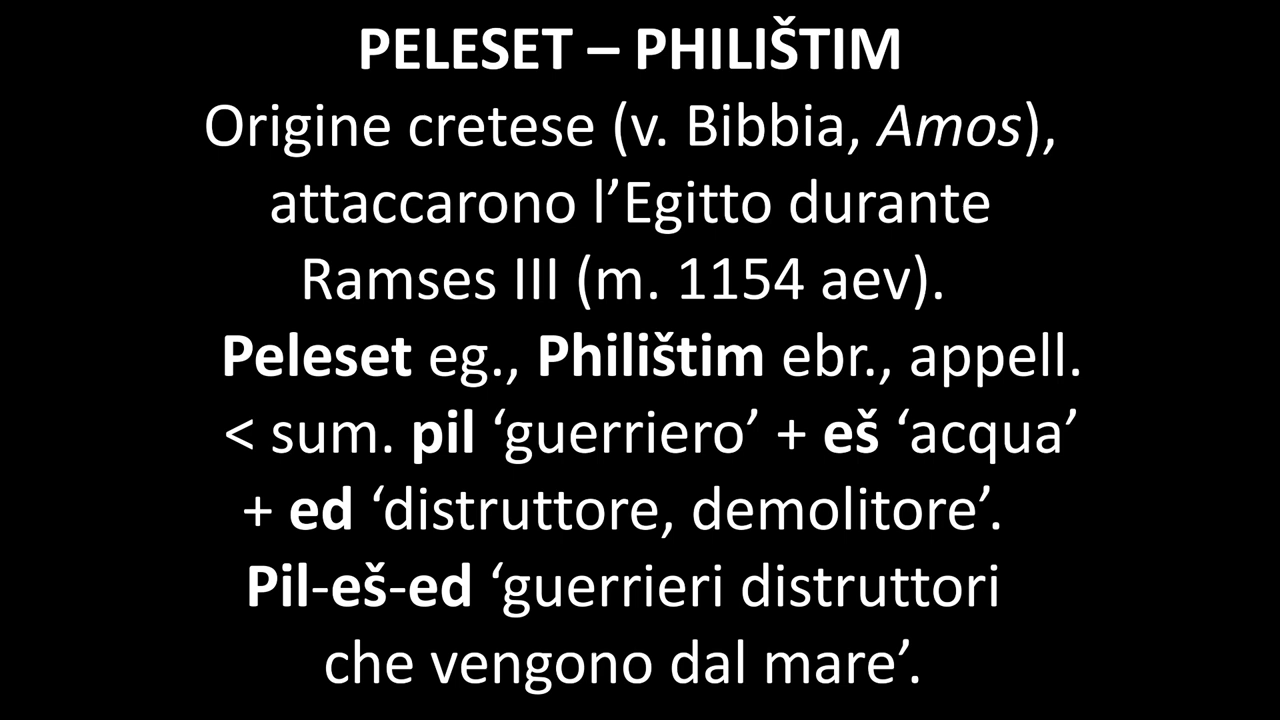 PELESET – PHILIŠTIM
Origine cretese (v. Bibbia, Amos),
attaccarono l’Egitto durante
Ramses III (m. 1154 aev).
Peleset eg., Philištim ebr., appell.
< sum. pil ‘guerriero’ + eš ‘acqua’
+ ed ‘distruttore, demolitore’.
Pil-eš-ed ‘guerrieri distruttori
che vengono dal mare’.